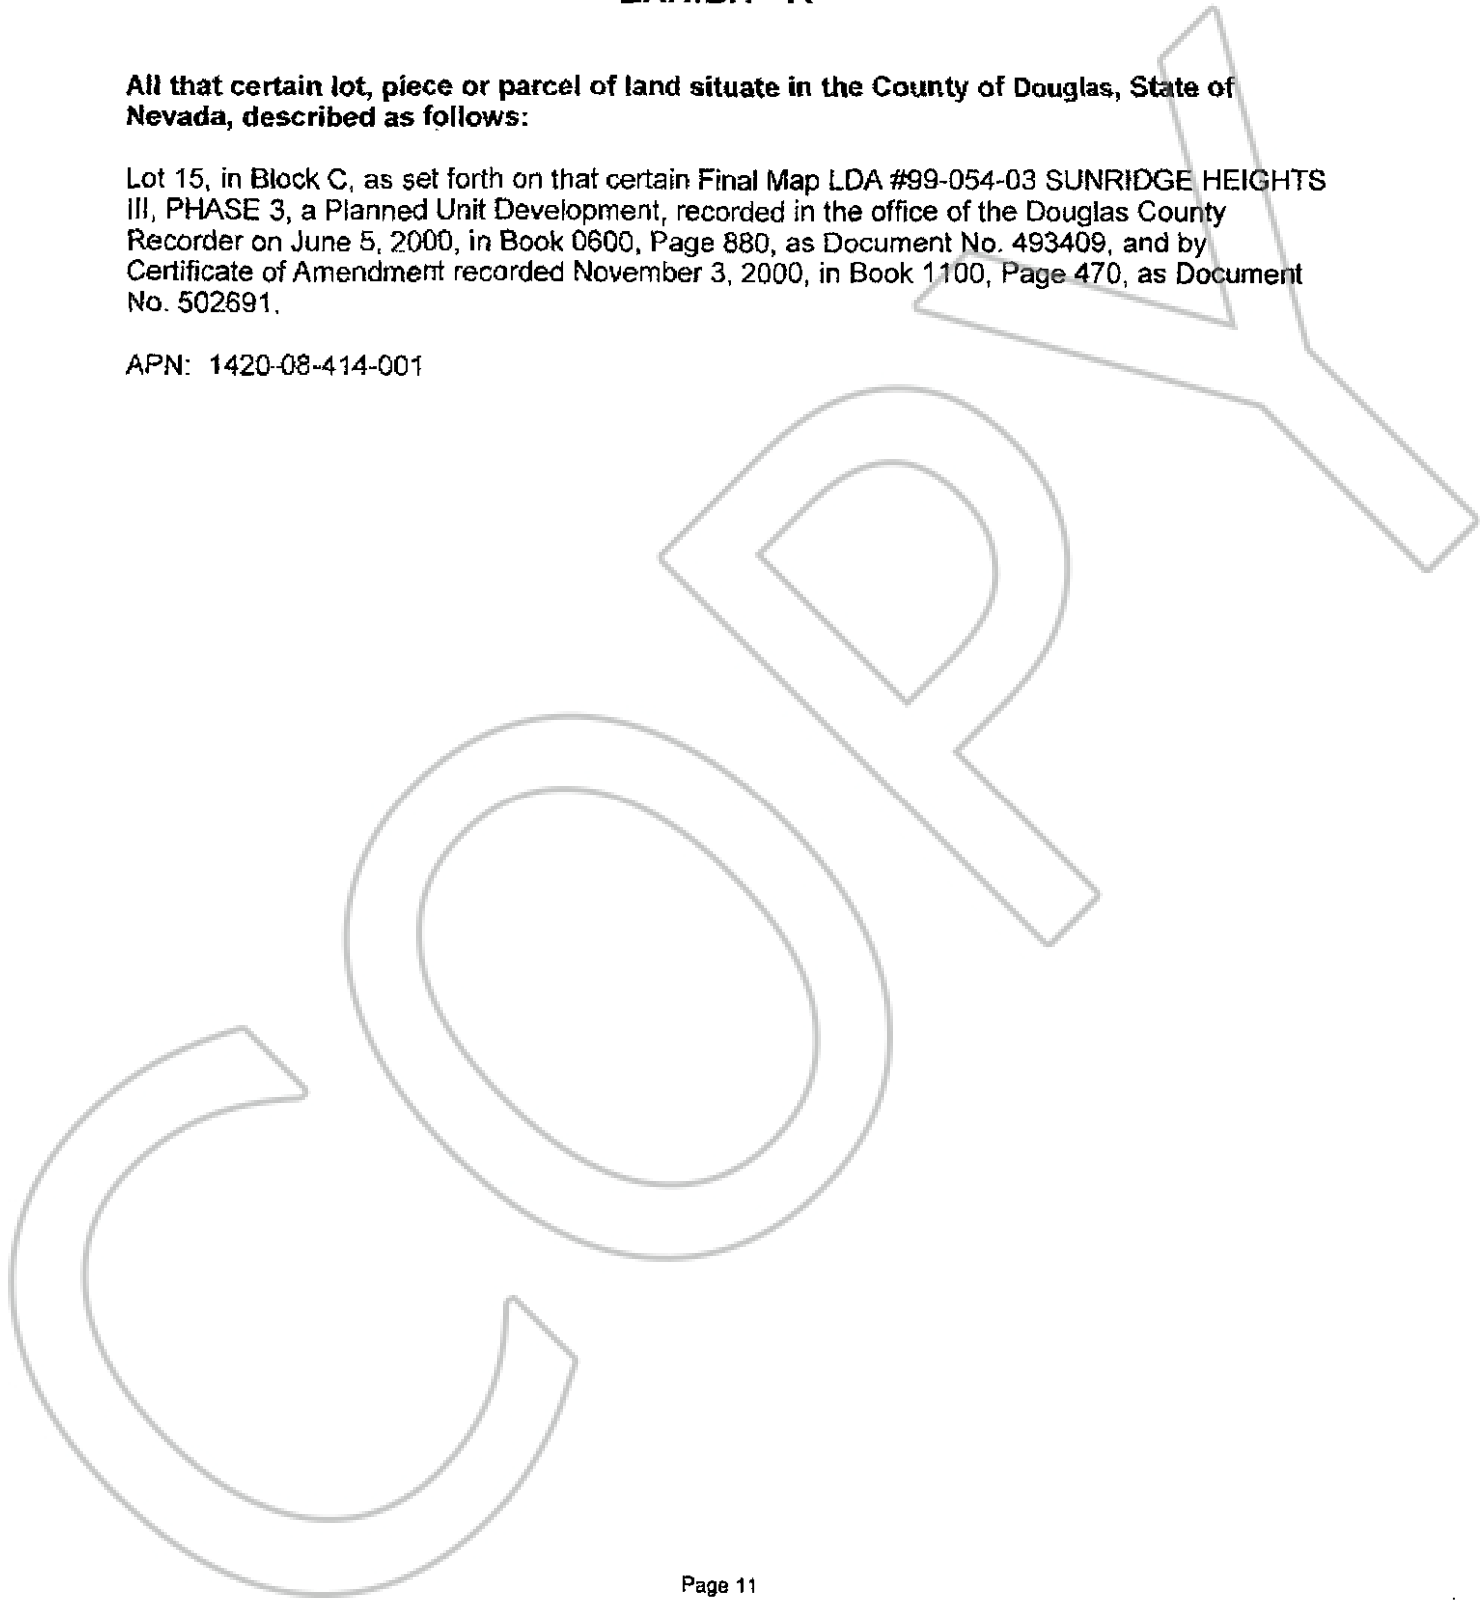 All that certain lot, piece or parcel of land situate in the County of Douglas, State of
Nevada, described as follows:
Lot 15, in Block C, as set forth on that certain Final Map LDA #99-054-03 SUNRIDGE HEIGHTS
III, PHASE 3, a Planned Unit Development, recorded in the office of the Douglas County
Recorder on June 5, 2000, in Book 0600, Page 880, as Document No. 493409, and by
Certificate of Amendment recorded November 3, 2000, in Book 1100, Page 470, as Document
No. 502691.
APN: 1420-08-414-001
COPY
Page 11